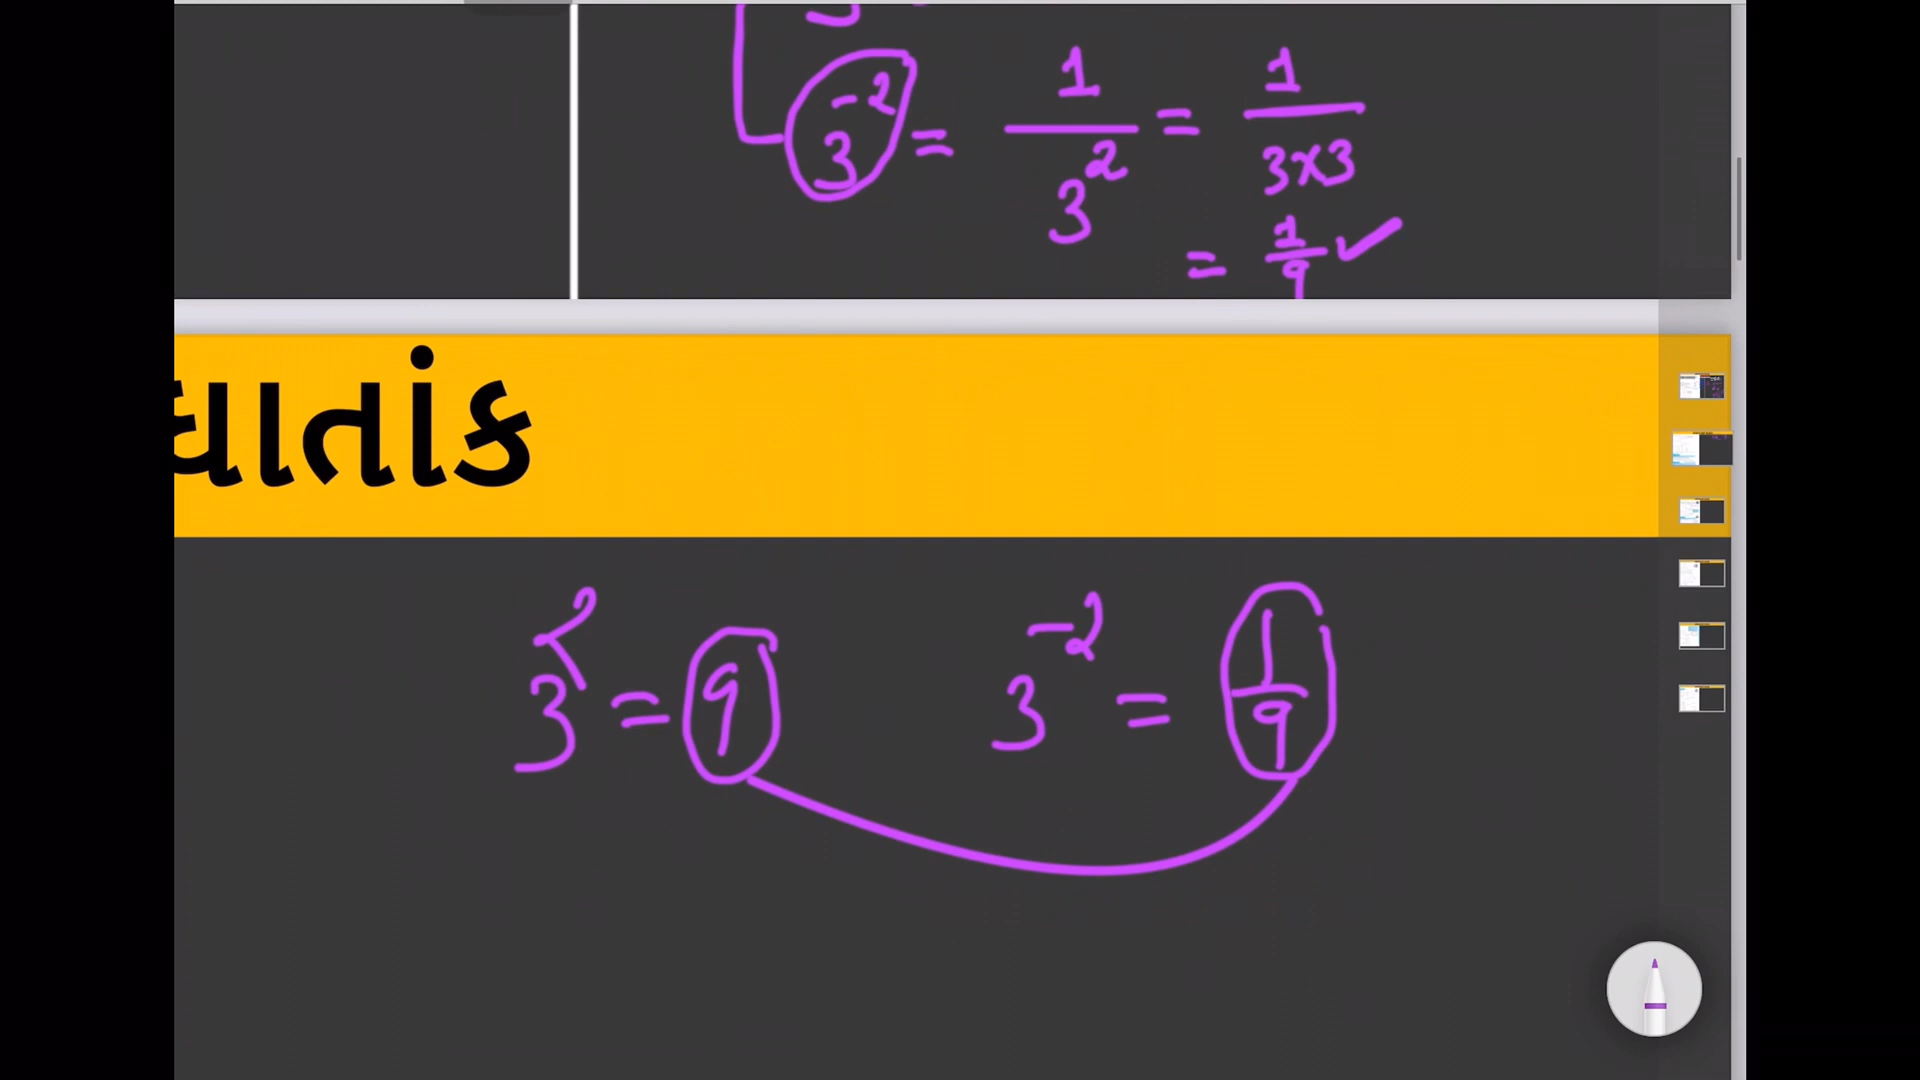 3⁻² = 1/3² = 1/3×3
= 1/9 ✓
ઘાતાંક
3² = 9 3⁻² = 1/9